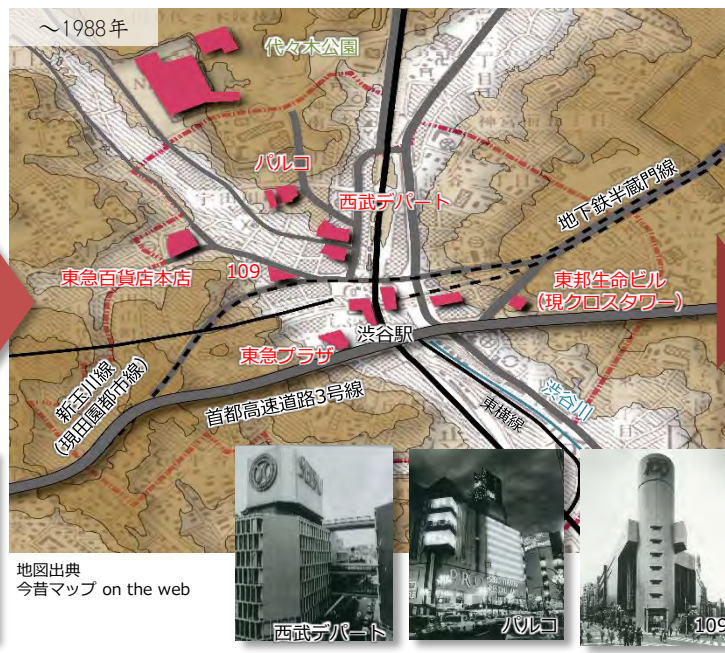 ～1988年
代々木公園
パルコ
西武デパート
地下鉄半蔵門線
東急百貨店本店
109
東邦生命ビル
（現クロスタワー）
渋谷駅
東急プラザ
新玉川線
（現田園都市線）
首都高速道路3号線
渋谷川
東横線
地図出典
今昔マップ on the web
西武デパート
パルコ
109